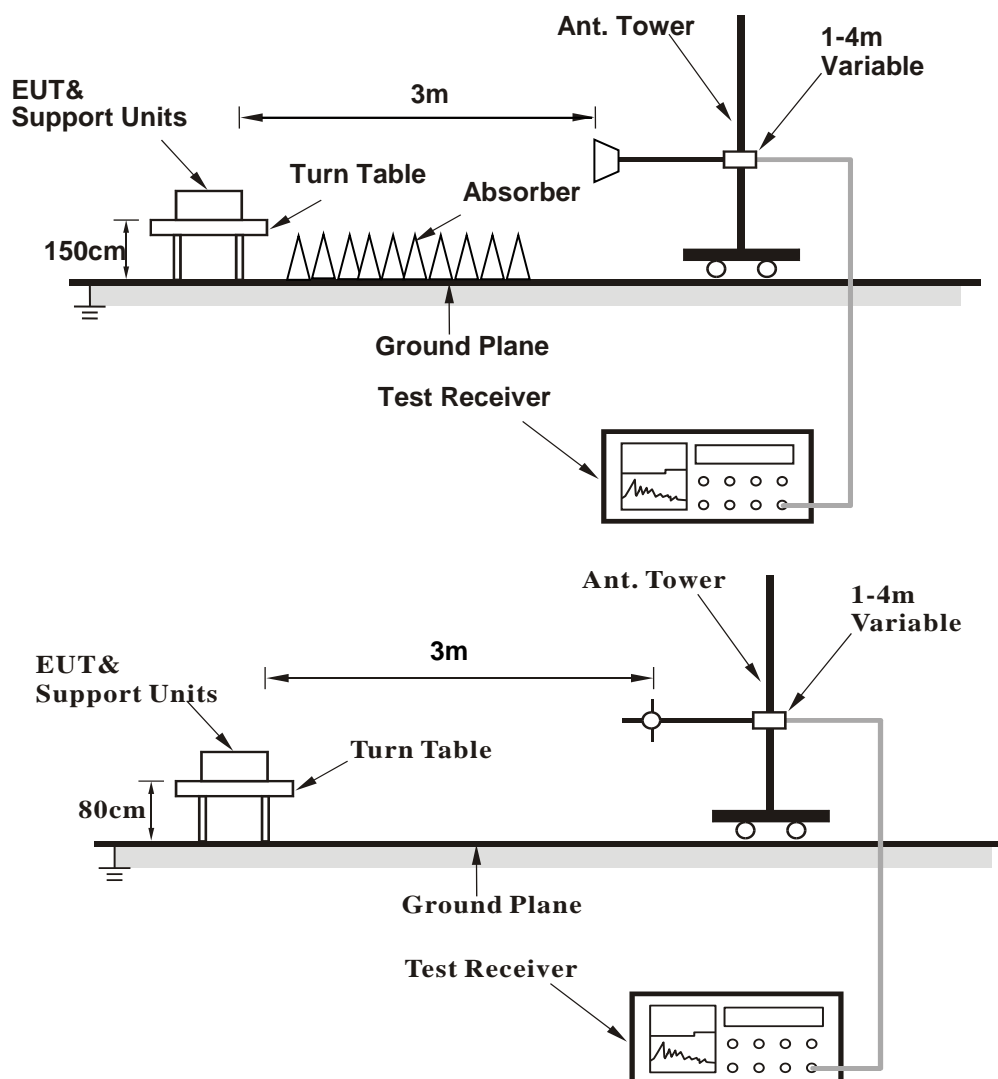 Ant. Tower
1-4m
Variable
EUT&
Support Units
3m
Turn Table
Absorber
150cm
Ground Plane
Test Receiver
Ant. Tower
1-4m
Variable
3m
EUT&
Support Units
Turn Table
80cm
Ground Plane
Test Receiver